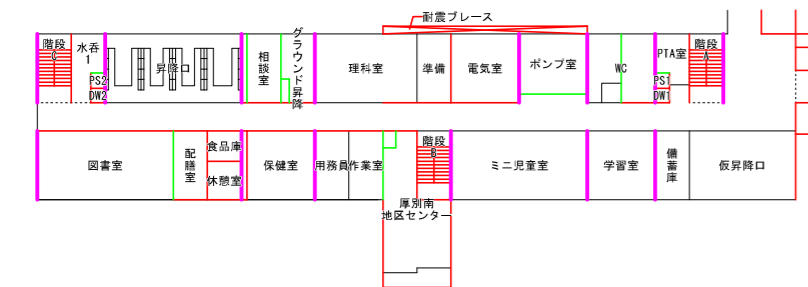 耐震ブレース
階段
C
水呑
1
PS2
DW2
昇降口
相談室
グラウンド昇降
理科室
準備
電気室
ポンプ室
WC
PTA室
PS1
DW1
階段
A
図書室
配膳室
食品庫
休憩室
保健室
用務員
作業室
階段
B
厚別南
地区センター
ミニ児童室
学習室
備蓄庫
仮昇降口